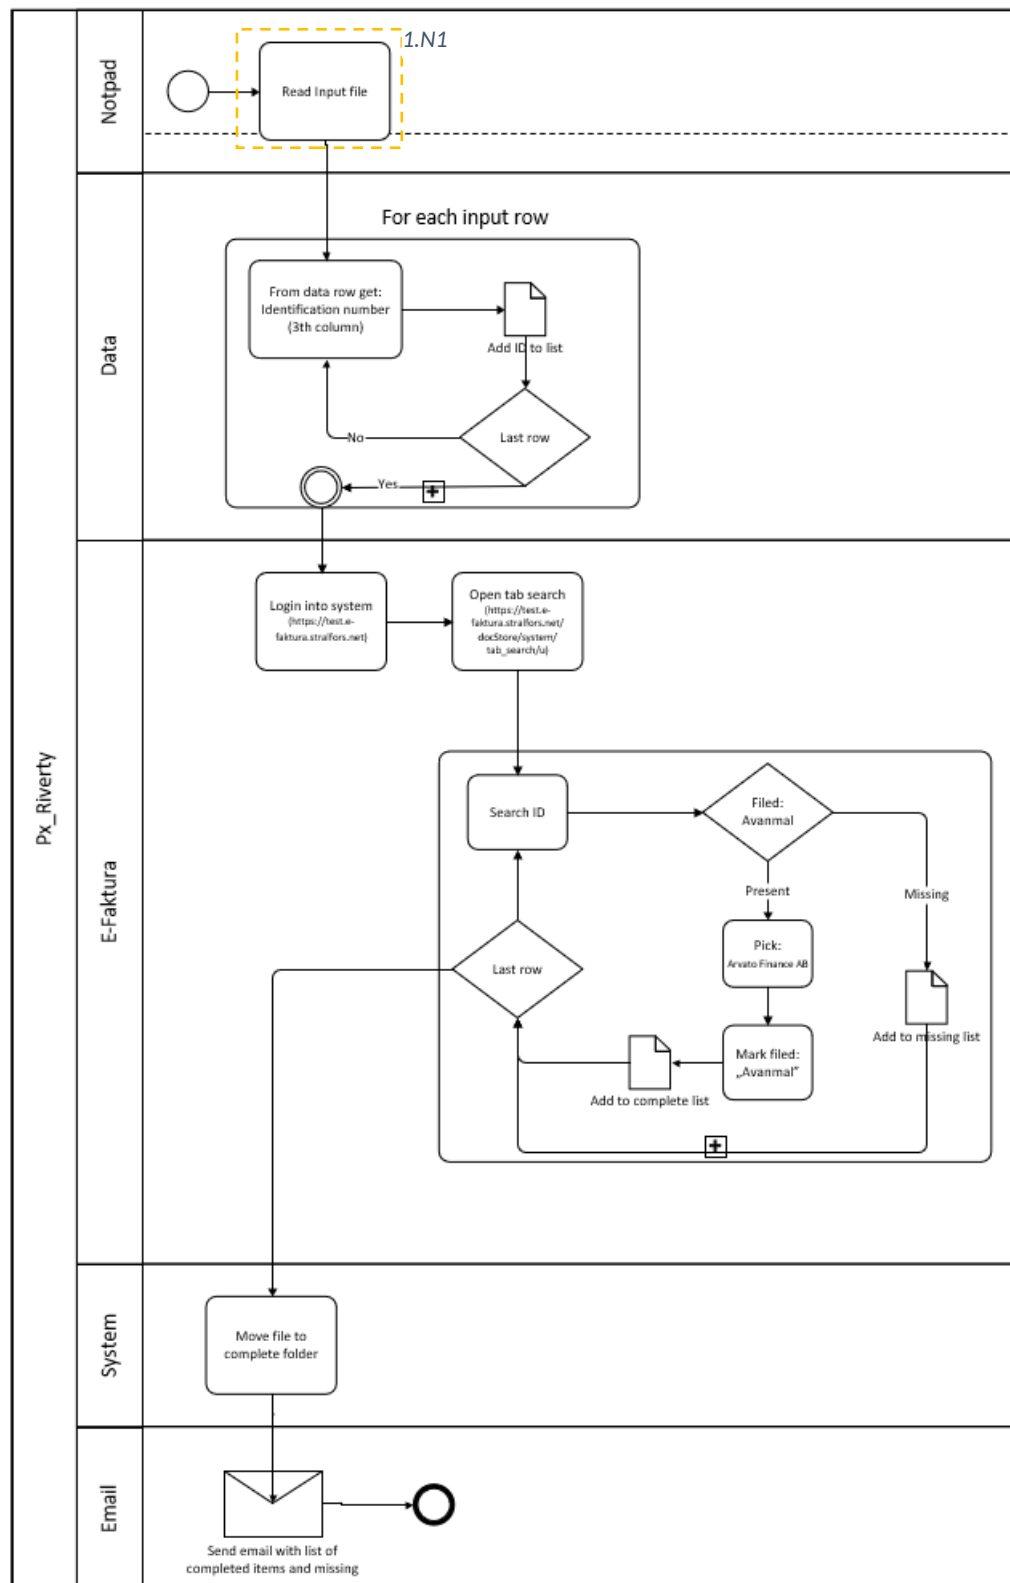 Px_Riverty
Notpad
1.N1
Read Input file
Data
For each input row
From data row get:
Identification number
(3th column)
Add ID to list
Last row
No
Yes
E-Faktura
Login into system
(https://test.e-
faktura.stralfors.net)
Open tab search
(https://test.e-
faktura.stralfors.net/
docStore/system/
tab_search/u)
Search ID
Filed:
Avanmal
Present
Missing
Pick:
Arvato Finance AB
Last row
Add to missing list
Mark filed:
„Avanmal”
Add to complete list
System
Move file to
complete folder
Email
Send email with list of
completed items and missing